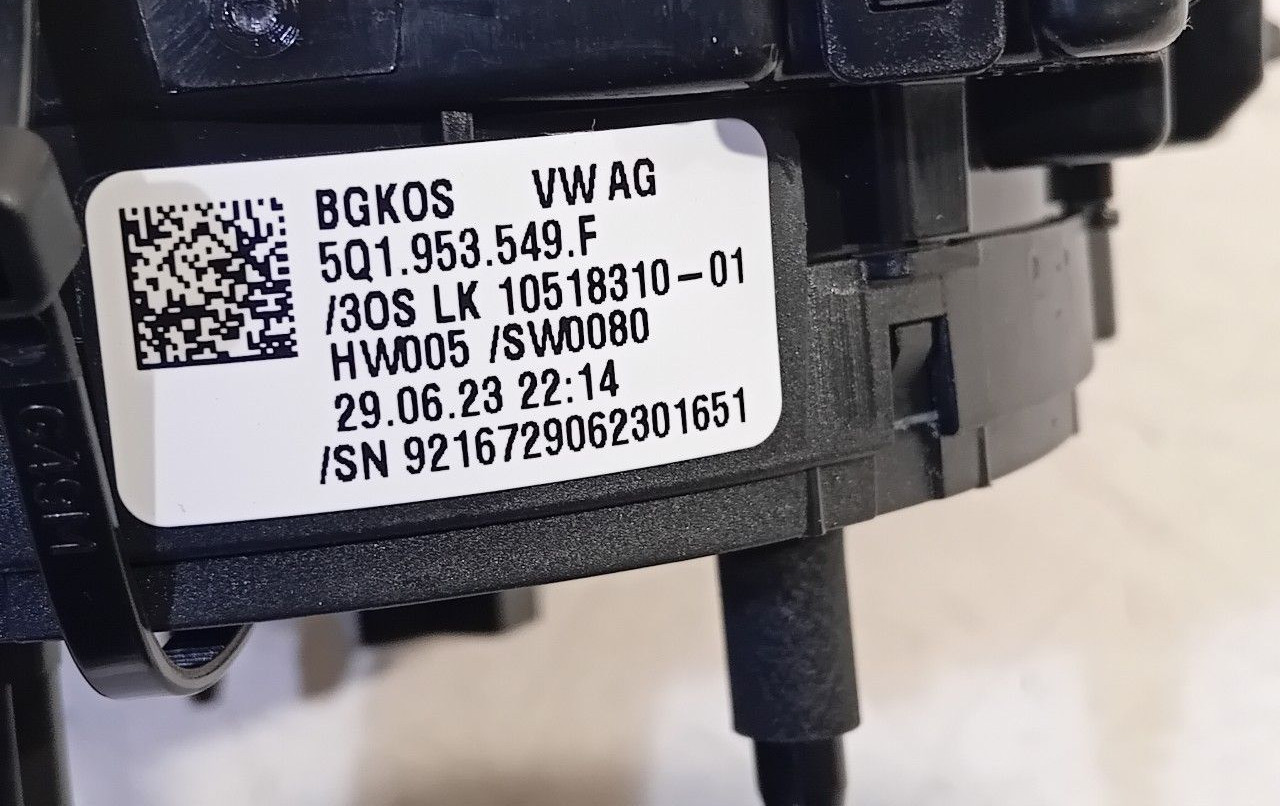 BGKOS VW AG
5Q1.953.549.F
/3OS LK 10518310-01
HW005 /SW0080
29.06.23 22:14
/SN 9216729062301651